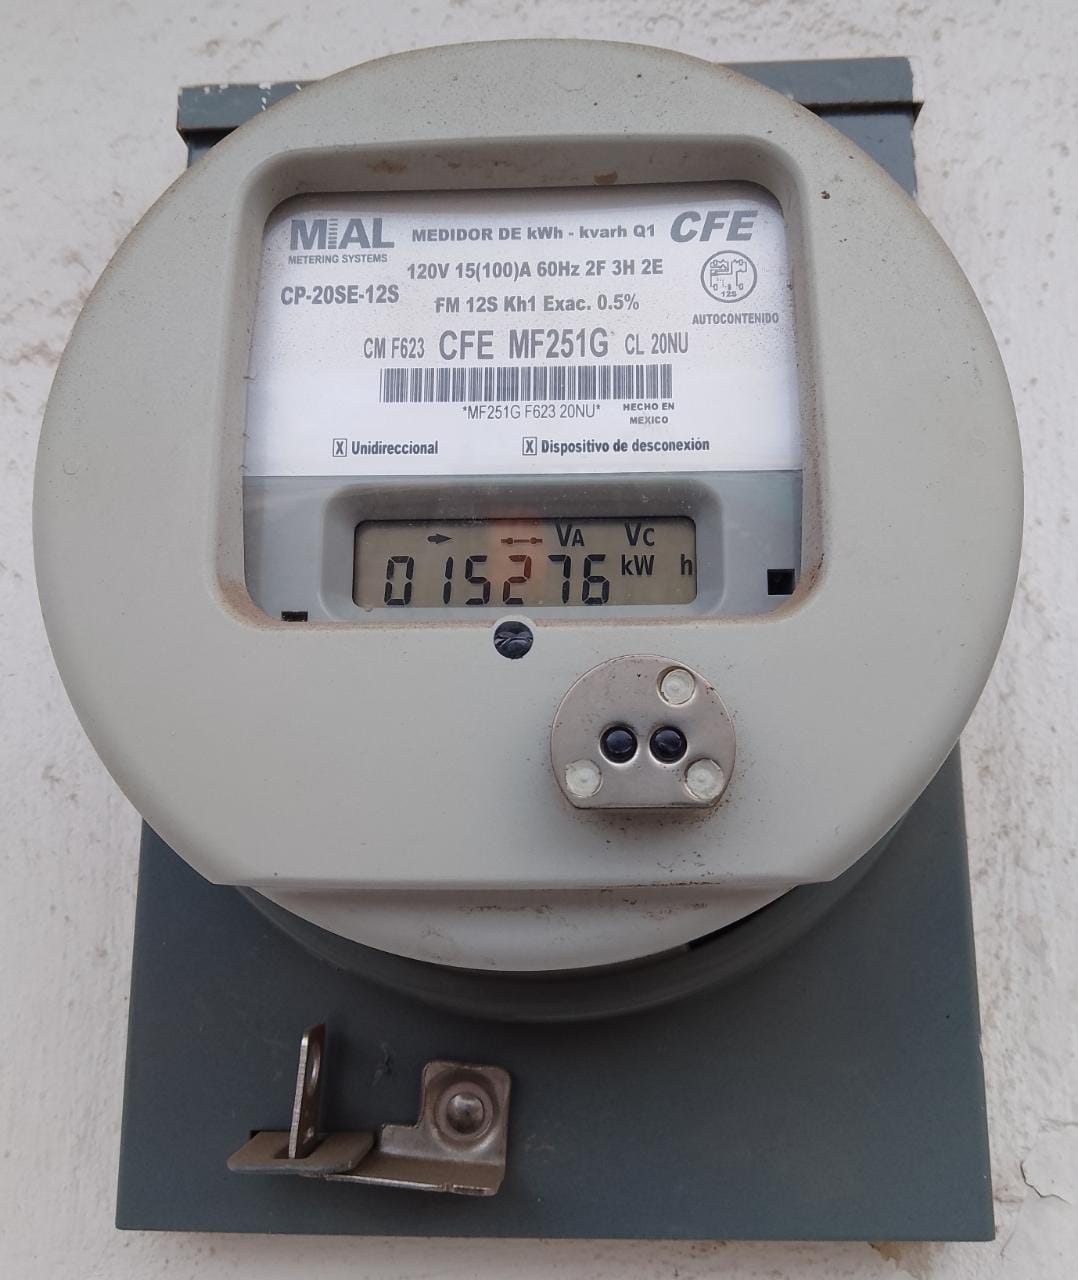 MIAL MEDIDOR DE kWh - kvarh Q1 CFE
METERING SYSTEMS
120V 15(100)A 60Hz 2F 3H 2E
CP-20SE-12S
FM 12S Kh1 Exac. 0.5%
12S
AUTOCONTENIDO
CM F623 CFE MF251G CL 20NU
*MF251G F623 20NU*
HECHO EN
MEXICO
X Unidireccional
X Dispositivo de desconexión
VA VC
015276 kW h